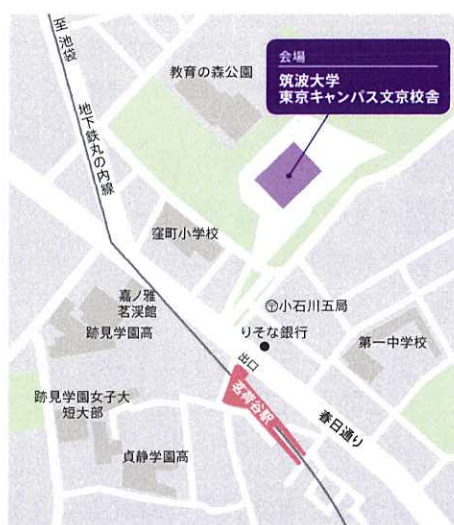 至 池袋
地下鉄丸の内線
教育の森公園
会場
筑波大学
東京キャンパス文京校舎
窪町小学校
嘉ノ雅
茗渓館
跡見学園高
〶小石川五局
りそな銀行
第一中学校
出口
茗荷谷駅
春日通り
跡見学園女子大
短大部
貞静学園高